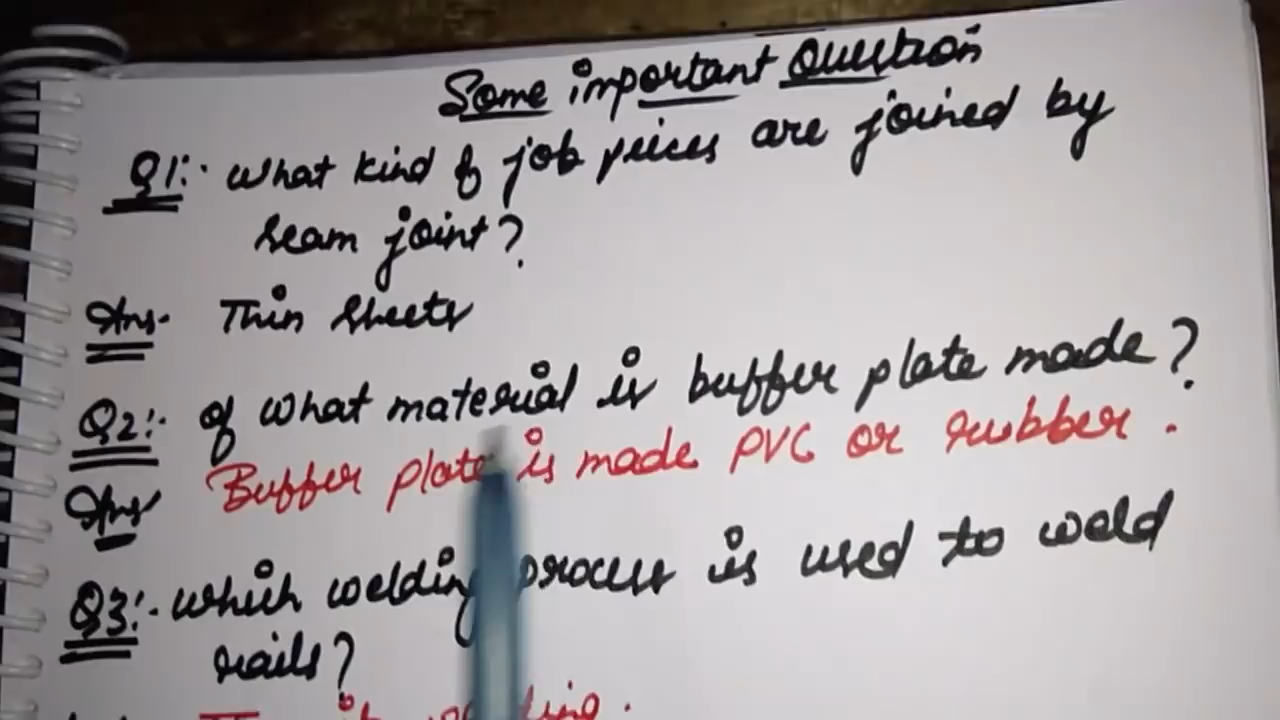 Some important Question
Q1:- What kind of job peices are joined by
seam joint?
Ans- Thin sheets
Q2:- of what material is buffer plate made?
Buffer plate is made PVC or rubber.
Ans
Q3:- which welding process is used to weld
rails?